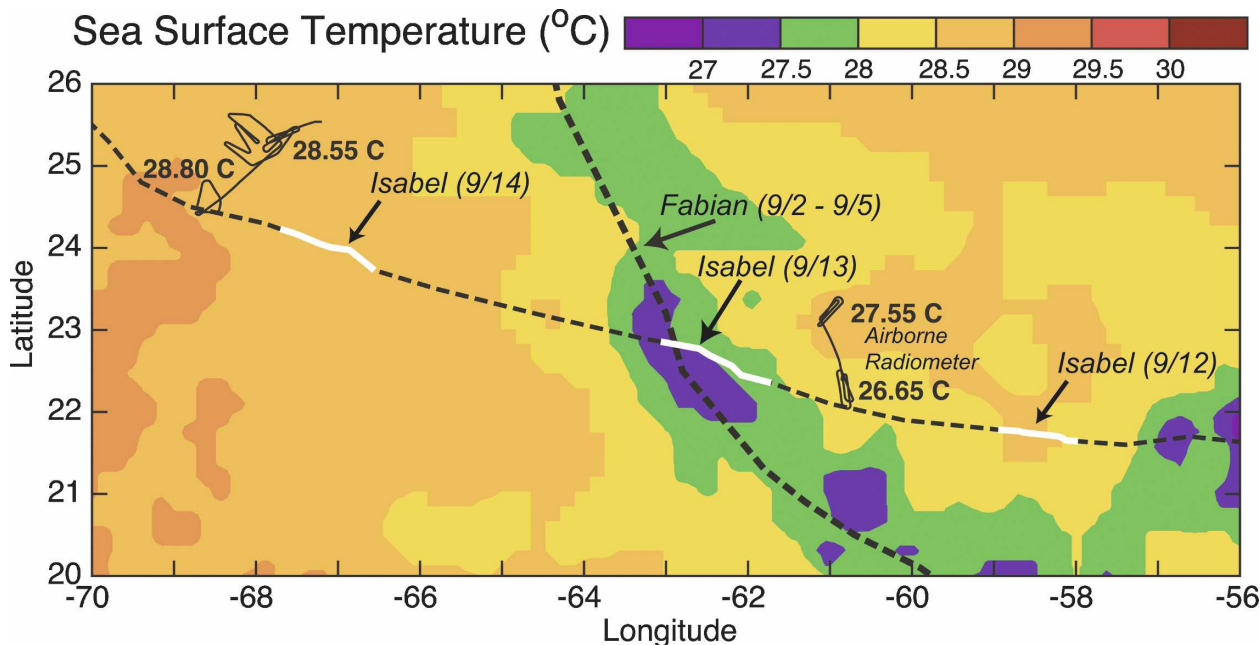 Sea Surface Temperature (°C)
27 27.5 28 28.5 29 29.5 30
26
25
24
23
22
21
20
Latitude
28.80 C
28.55 C
Isabel (9/14)
Fabian (9/2 - 9/5)
Isabel (9/13)
27.55 C
Airborne
Radiometer
26.65 C
Isabel (9/12)
-70 -68 -66 -64 -62 -60 -58 -56
Longitude